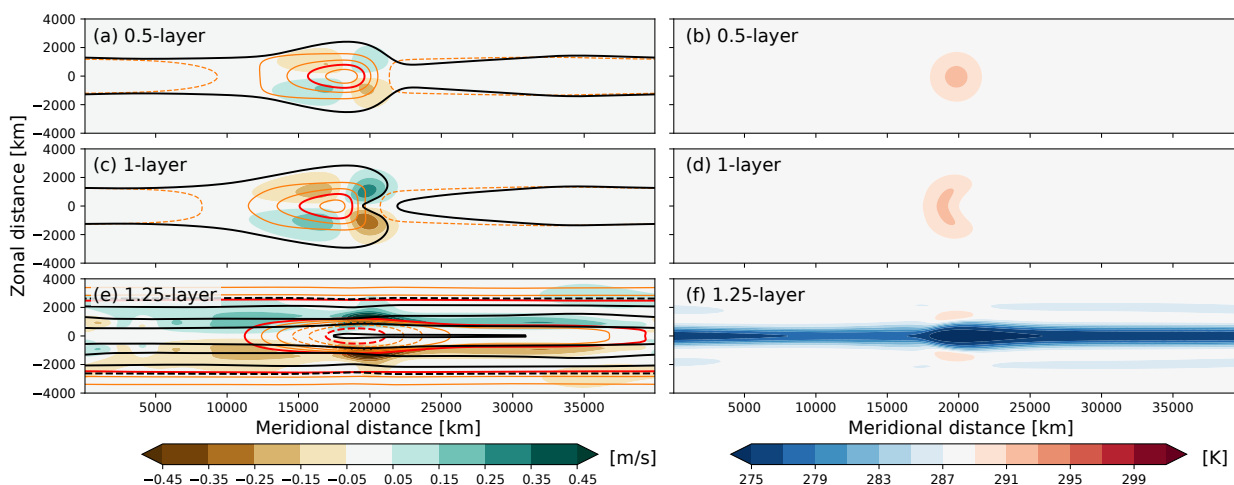 4000
(a) 0.5-layer
(b) 0.5-layer
2000
0
−2000
−4000
4000
(c) 1-layer
(d) 1-layer
2000
0
−2000
−4000
4000
(e) 1.25-layer
(f) 1.25-layer
2000
0
−2000
−4000
Zonal distance [km]
5000 10000 15000 20000 25000 30000 35000
5000 10000 15000 20000 25000 30000 35000
Meridional distance [km]
Meridional distance [km]
[m/s]
[K]
−0.45 −0.35 −0.25 −0.15 −0.05 0.05 0.15 0.25 0.35 0.45
275 279 283 287 291 295 299